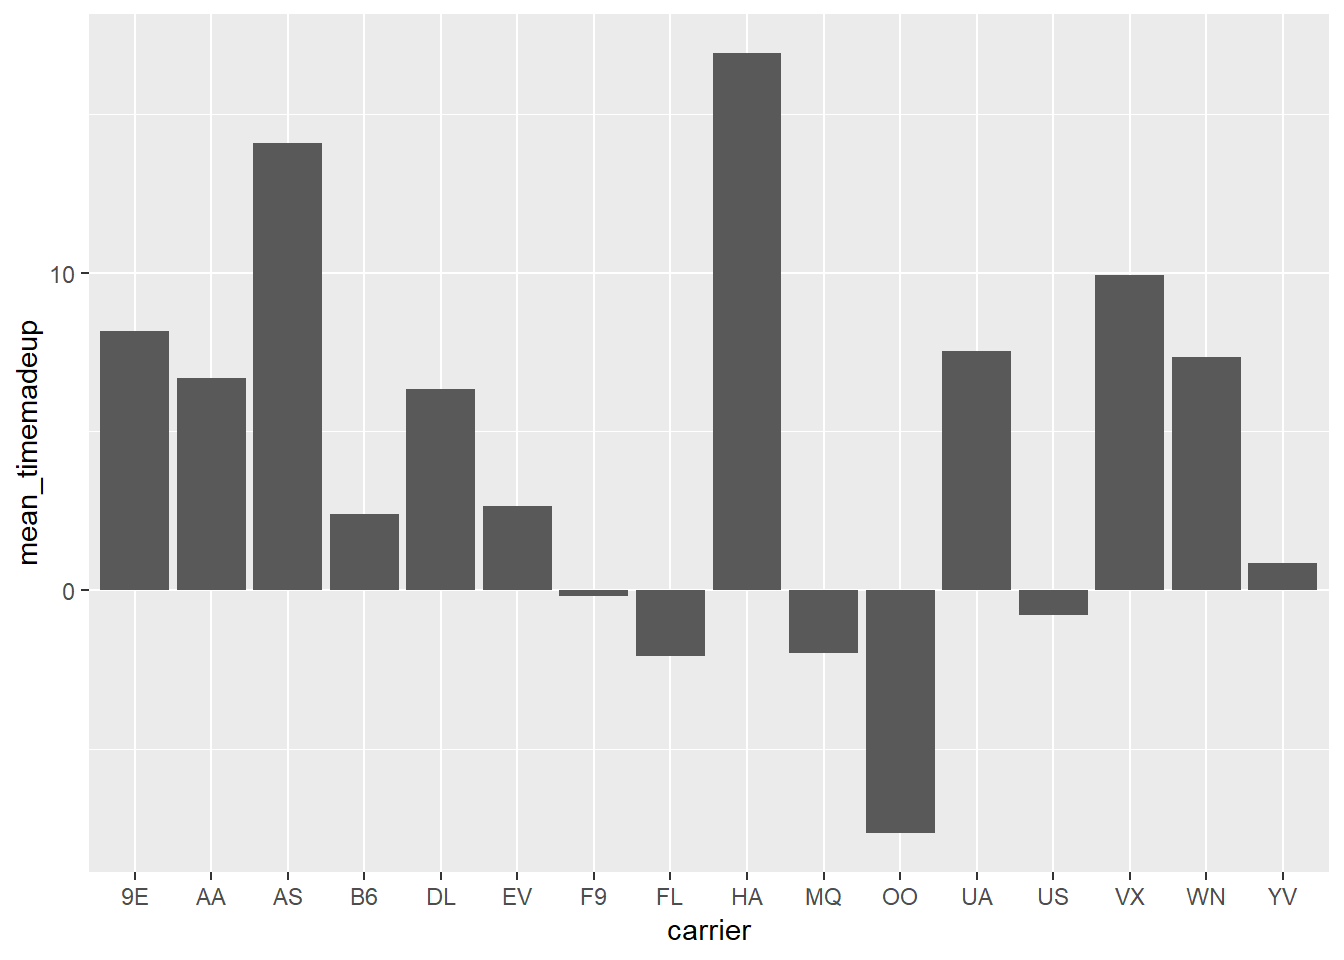 10
0
mean_timemadeup
9E AA AS B6 DL EV F9 FL HA MQ OO UA US VX WN YV
carrier